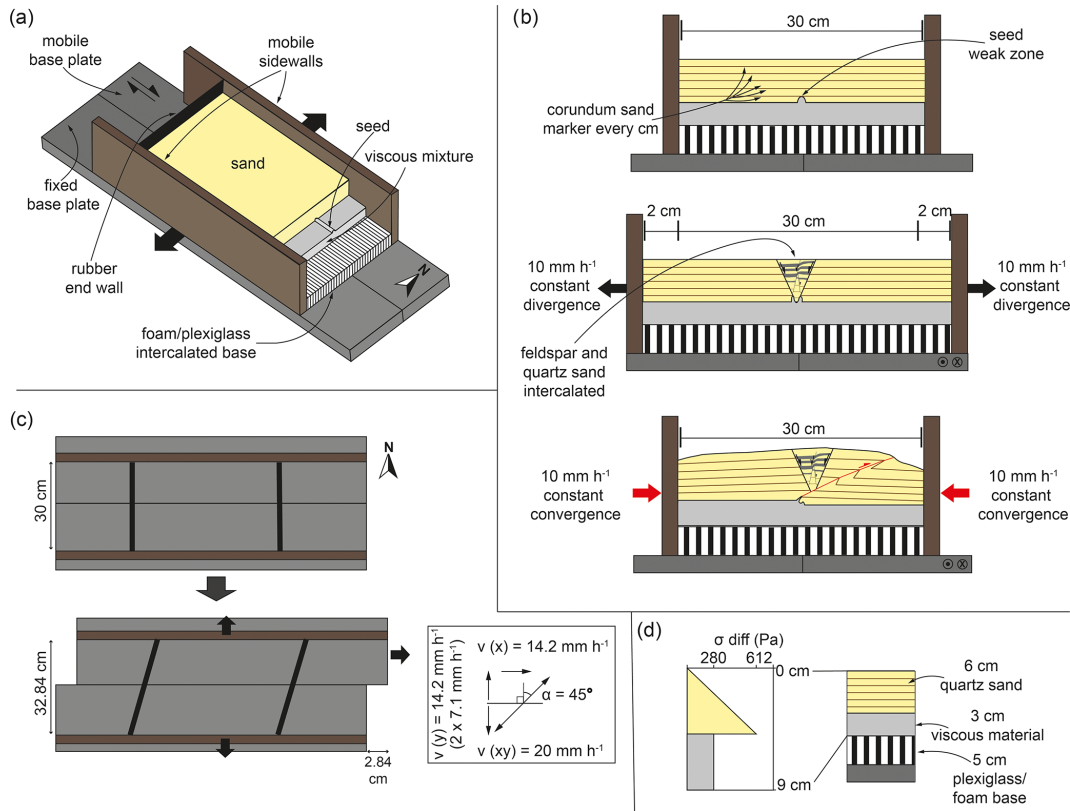 (a)
mobile
base plate
mobile
sidewalls
sand
seed
viscous mixture
fixed
base plate
rubber
end wall
N
foam/plexiglass
intercalated base
(b)
30 cm
seed
weak zone
corundum sand
marker every cm
2 cm
30 cm
2 cm
10 mm h-1
constant
divergence
10 mm h-1
constant
divergence
feldspar and
quartz sand
intercalated
30 cm
10 mm h-1
constant
convergence
10 mm h-1
constant
convergence
(c)
N
30 cm
32.84 cm
2.84
cm
v (y) = 14.2 mm h-1
(2 x 7.1 mm h-1)
v (x) = 14.2 mm h-1
α = 45°
v (xy) = 20 mm h-1
(d)
σ diff (Pa)
280
612
0 cm
9 cm
6 cm
quartz sand
3 cm
viscous material
5 cm
plexiglass/
foam base